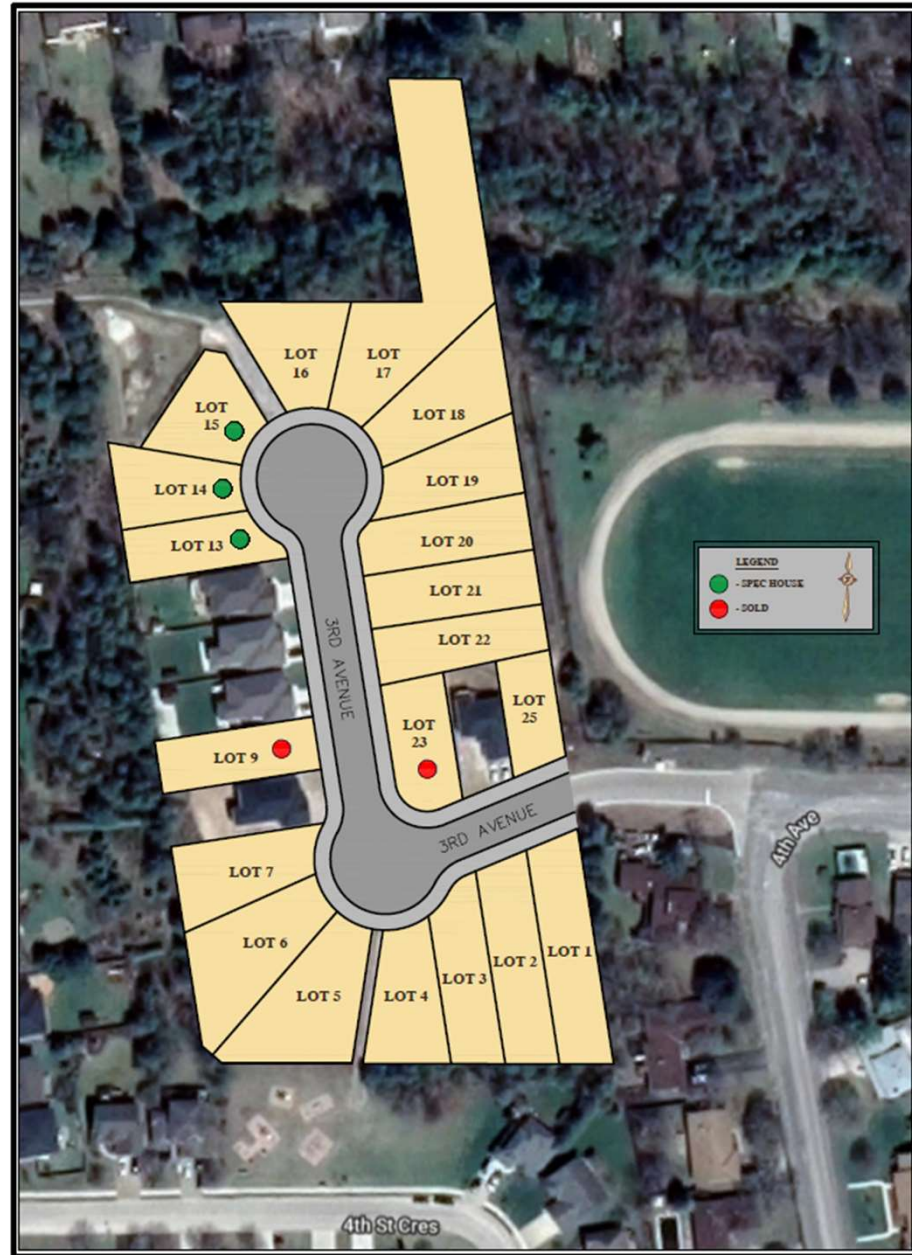 LOT
16
LOT
17
LOT
15
LOT 18
LOT 14
LOT 19
LOT 13
LOT 20
LOT 21
LOT 22
LEGEND
- SPEC HOUSE
- SOLD
3RD AVENUE
LOT
23
LOT
25
LOT 9
3RD AVENUE
4th Ave
LOT 7
LOT 6
LOT 5
LOT 4
LOT 3
LOT 2
LOT 1
4th St Cres